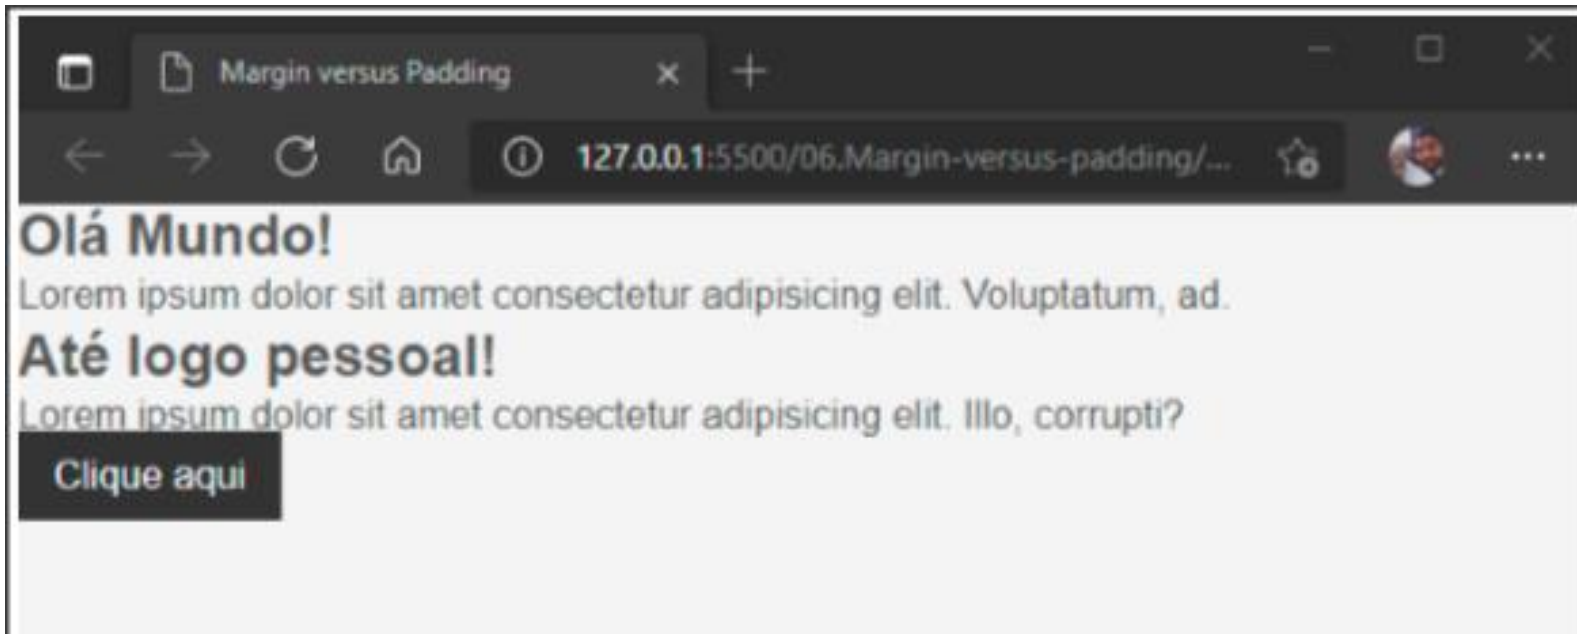 Margin versus Padding
127.0.0.1:5500/06.Margin-versus-padding/...
Olá Mundo!
Lorem ipsum dolor sit amet consectetur adipisicing elit. Voluptatum, ad.
Até logo pessoal!
Lorem ipsum dolor sit amet consectetur adipisicing elit. Illo, corrupti?
Clique aqui